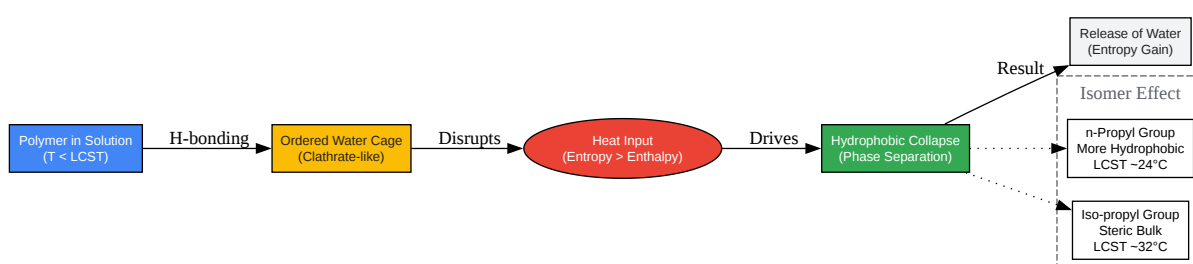 Polymer in Solution
(T < LCST)
H-bonding
Ordered Water Cage
(Clathrate-like)
Disrupts
Heat Input
(Entropy > Enthalpy)
Drives
Hydrophobic Collapse
(Phase Separation)
Result
Release of Water
(Entropy Gain)
Isomer Effect
n-Propyl Group
More Hydrophobic
LCST ~24°C
Iso-propyl Group
Steric Bulk
LCST ~32°C